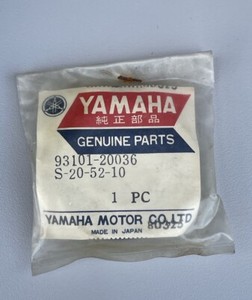 YAMAHA
純正部品
GENUINE PARTS
93101-20036
S-20-52-10
1 PC
YAMAHA MOTOR CO.LTD
MADE IN JAPAN